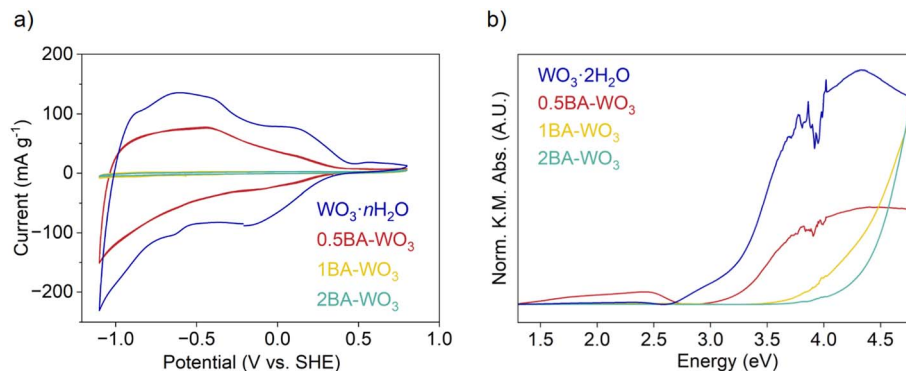 a)
200
100
0
−100
−200
−1.0
−0.5
0.0
0.5
1.0
Current (mA g⁻¹)
Potential (V vs. SHE)
WO₃·nH₂O
0.5BA-WO₃
1BA-WO₃
2BA-WO₃
b)
Norm. K.M. Abs. (A.U.)
WO₃·2H₂O
0.5BA-WO₃
1BA-WO₃
2BA-WO₃
1.5
2.0
2.5
3.0
3.5
4.0
4.5
Energy (eV)